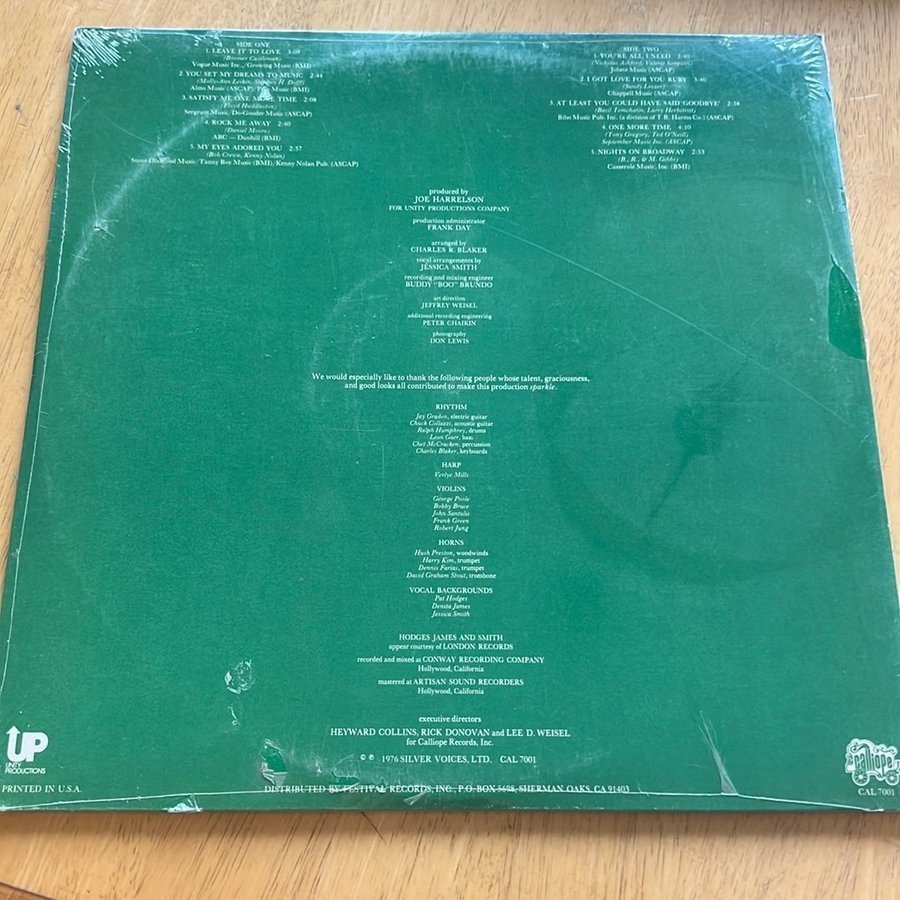 SIDE ONE
1. LEAVE IT TO LOVE 3:09
(Boomer Castleman)
Vogue Music Inc., Growing Music (BMI)
2. YOU SET MY DREAMS TO MUSIC 2:44
Almo Music (ASCAP)/ Music (BMI)
3. SATISFY ME ONE MORE TIME 2:08
(Floyd Huddleston)
Sergeant Music, Do-Gooder Music (ASCAP)
4. ROCK ME AWAY 2:40
(Daniel Moore)
ABC — Dunhill (BMI)
5. MY EYES ADORED YOU 2:37
(Bob Crewe, Kenny Nolan)
Stone Diamond Music/Tanny Boy Music (BMI)/Kenny Nolan Pub. (ASCAP)
SIDE TWO
1. YOU'RE ALL I NEED
(Nicholas Ashford, Valerie Simpson)
Jobete Music (ASCAP)
2. I GOT LOVE FOR YOU RUBY 3:40
(Sandy Linzer)
Chappell Music (ASCAP)
3. AT LEAST YOU COULD HAVE SAID 'GOODBYE' 2:34
Bibo Music Pub. Inc. (a division of T.B. Harms Co.) (ASCAP)
4. ONE MORE TIME 4:10
(Tony Gregory, Ted O'Neill)
September Music Inc. (ASCAP)
5. NIGHTS ON BROADWAY 2:53
(B., R., & M. Gibb)
Casserole Music, Inc. (BMI)
produced by
JOE HARRELSON
FOR UNITY PRODUCTIONS COMPANY
production administrator
FRANK DAY
arranged by
CHARLES R. BLAKER
vocal arrangements by
JESSICA SMITH
recording and mixing engineer
BUDDY "BOO" BRUNDO
art direction
JEFFREY WEISEL
additional recording engineering
PETER CHAIKIN
photography
DON LEWIS
We would especially like to thank the following people whose talent, graciousness,
and good looks all contributed to make this production sparkle.
RHYTHM
Jay Gradon, electric guitar
Chuck Collazzi, acoustic guitar
Ralph Humphrey, drums
Leon Gaer, bass
Chet McCracken, percussion
Charles Blaker, keyboards
HARP
Verlye Mills
VIOLINS
George Poole
Bobby Bruce
John Santulis
Frank Green
Robert Jung
HORNS
Hush Preston, woodwinds
Harry Kim, trumpet
Dennis Farias, trumpet
David Graham Stout, trombone
VOCAL BACKGROUNDS
Pat Hodges
Denita James
Jessica Smith
HODGES JAMES AND SMITH
appear courtesy of LONDON RECORDS
recorded and mixed at CONWAY RECORDING COMPANY
Hollywood, California
mastered at ARTISAN SOUND RECORDERS
Hollywood, California
executive directors
HEYWARD COLLINS, RICK DONOVAN and LEE D. WEISEL
for Calliope Records, Inc.
© ℗ 1976 SILVER VOICES, LTD. CAL 7001
UP
UNITY
PRODUCTIONS
PRINTED IN U.S.A.
DISTRIBUTED BY FESTIVAL RECORDS, INC., P.O. BOX 5698, SHERMAN OAKS, CA 91403
calliope
CAL 7001